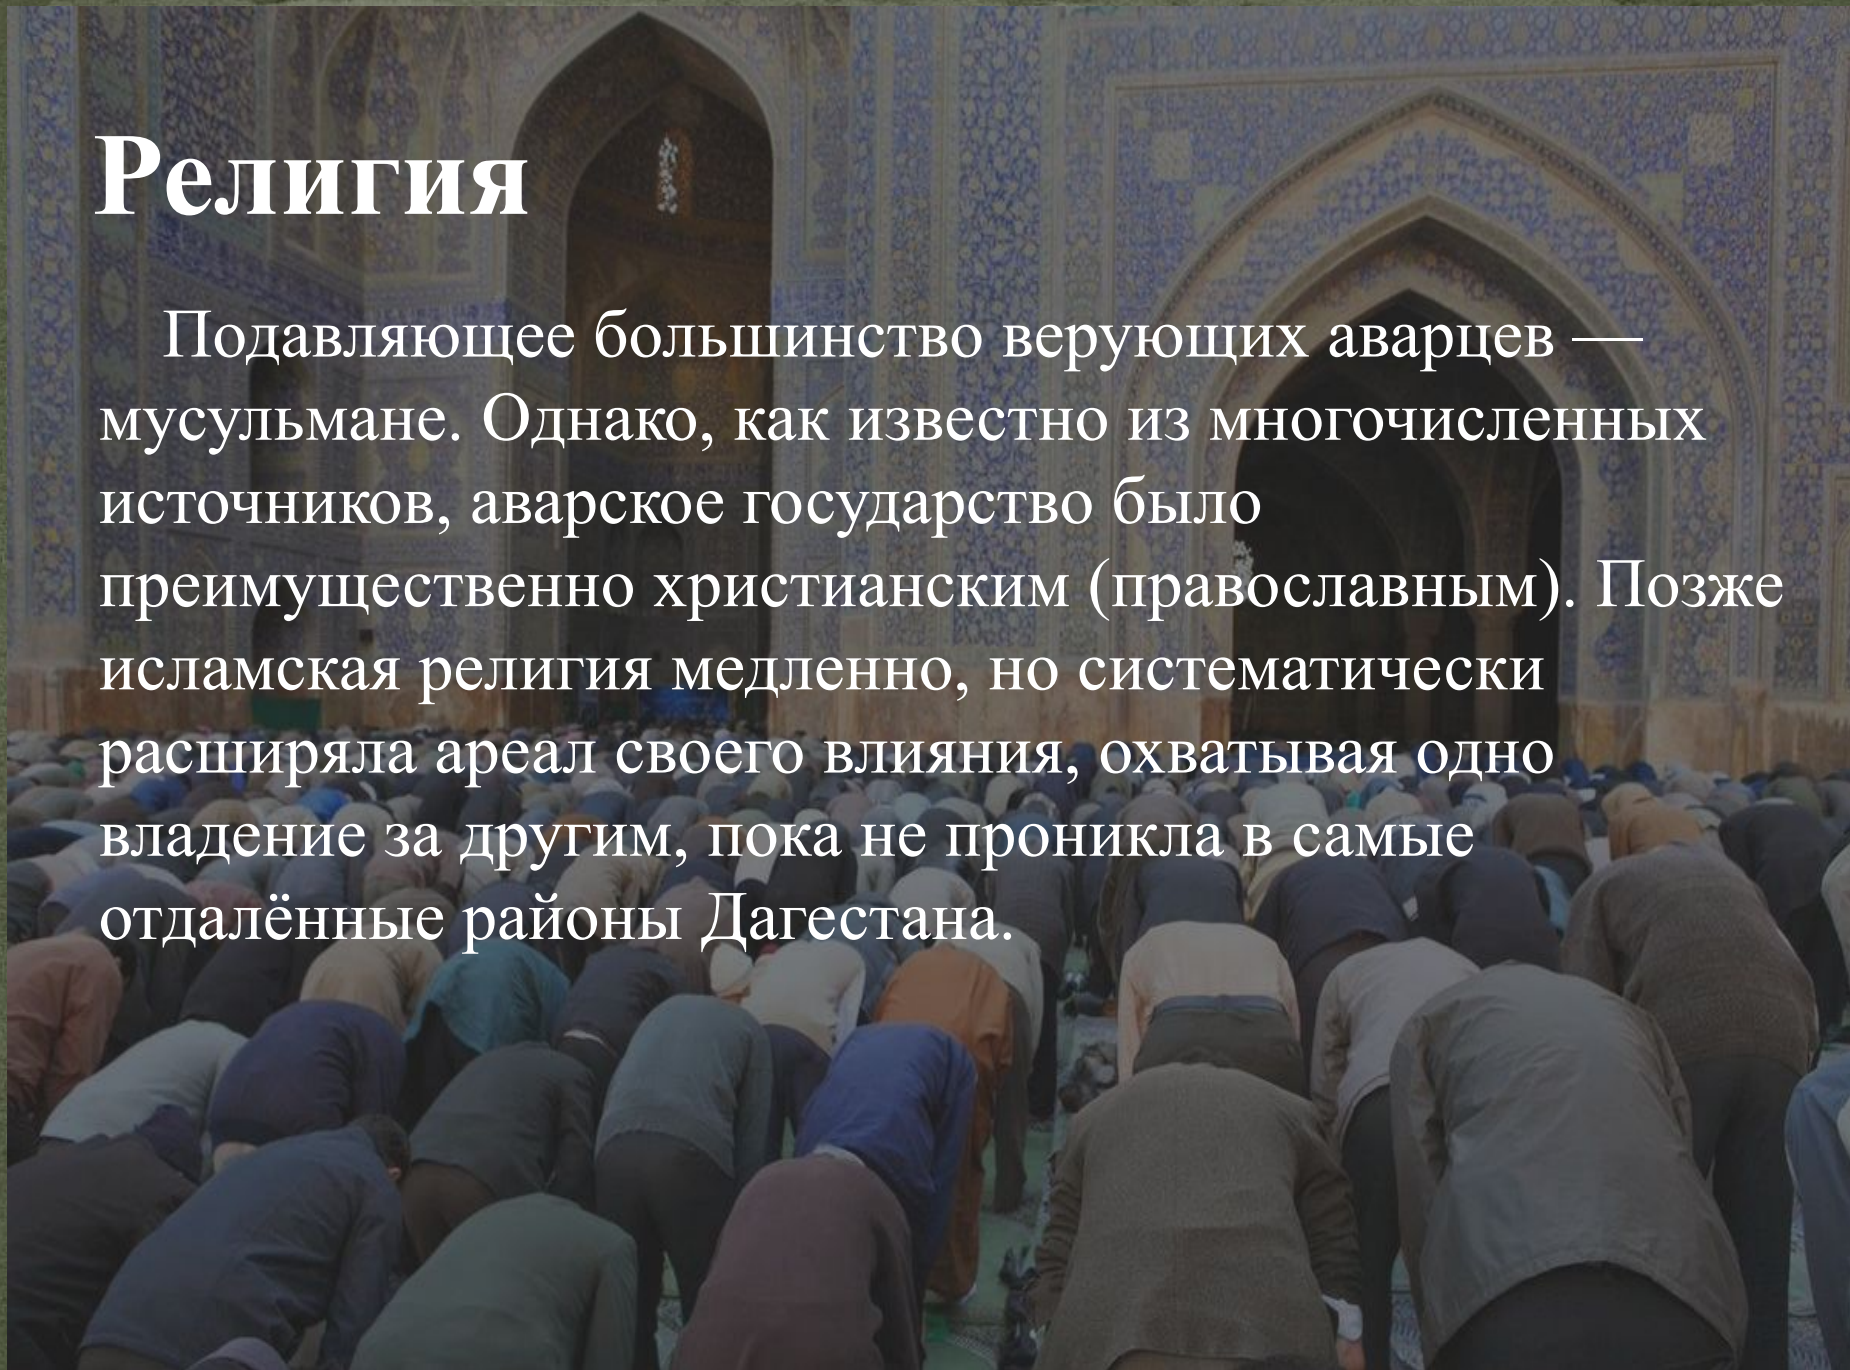 Религия
Подавляющее большинство верующих аварцев —
мусульмане. Однако, как известно из многочисленных
источников, аварское государство было
преимущественно христианским (православным). Позже
исламская религия медленно, но систематически
расширяла ареал своего влияния, охватывая одно
владение за другим, пока не проникла в самые
отдалённые районы Дагестана.